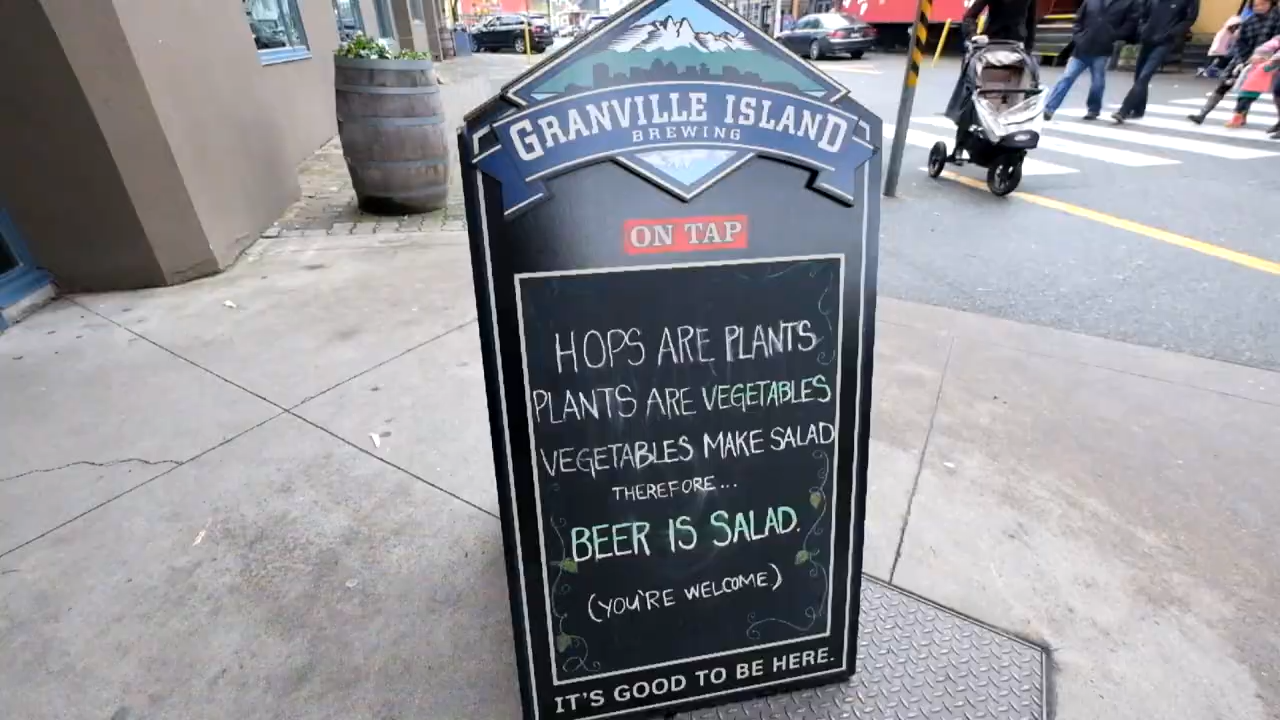 GRANVILLE ISLAND
BREWING
ON TAP
HOPS ARE PLANTS
PLANTS ARE VEGETABLES
VEGETABLES MAKE SALAD
THEREFORE...
BEER IS SALAD.
(YOU'RE WELCOME)
IT'S GOOD TO BE HERE.